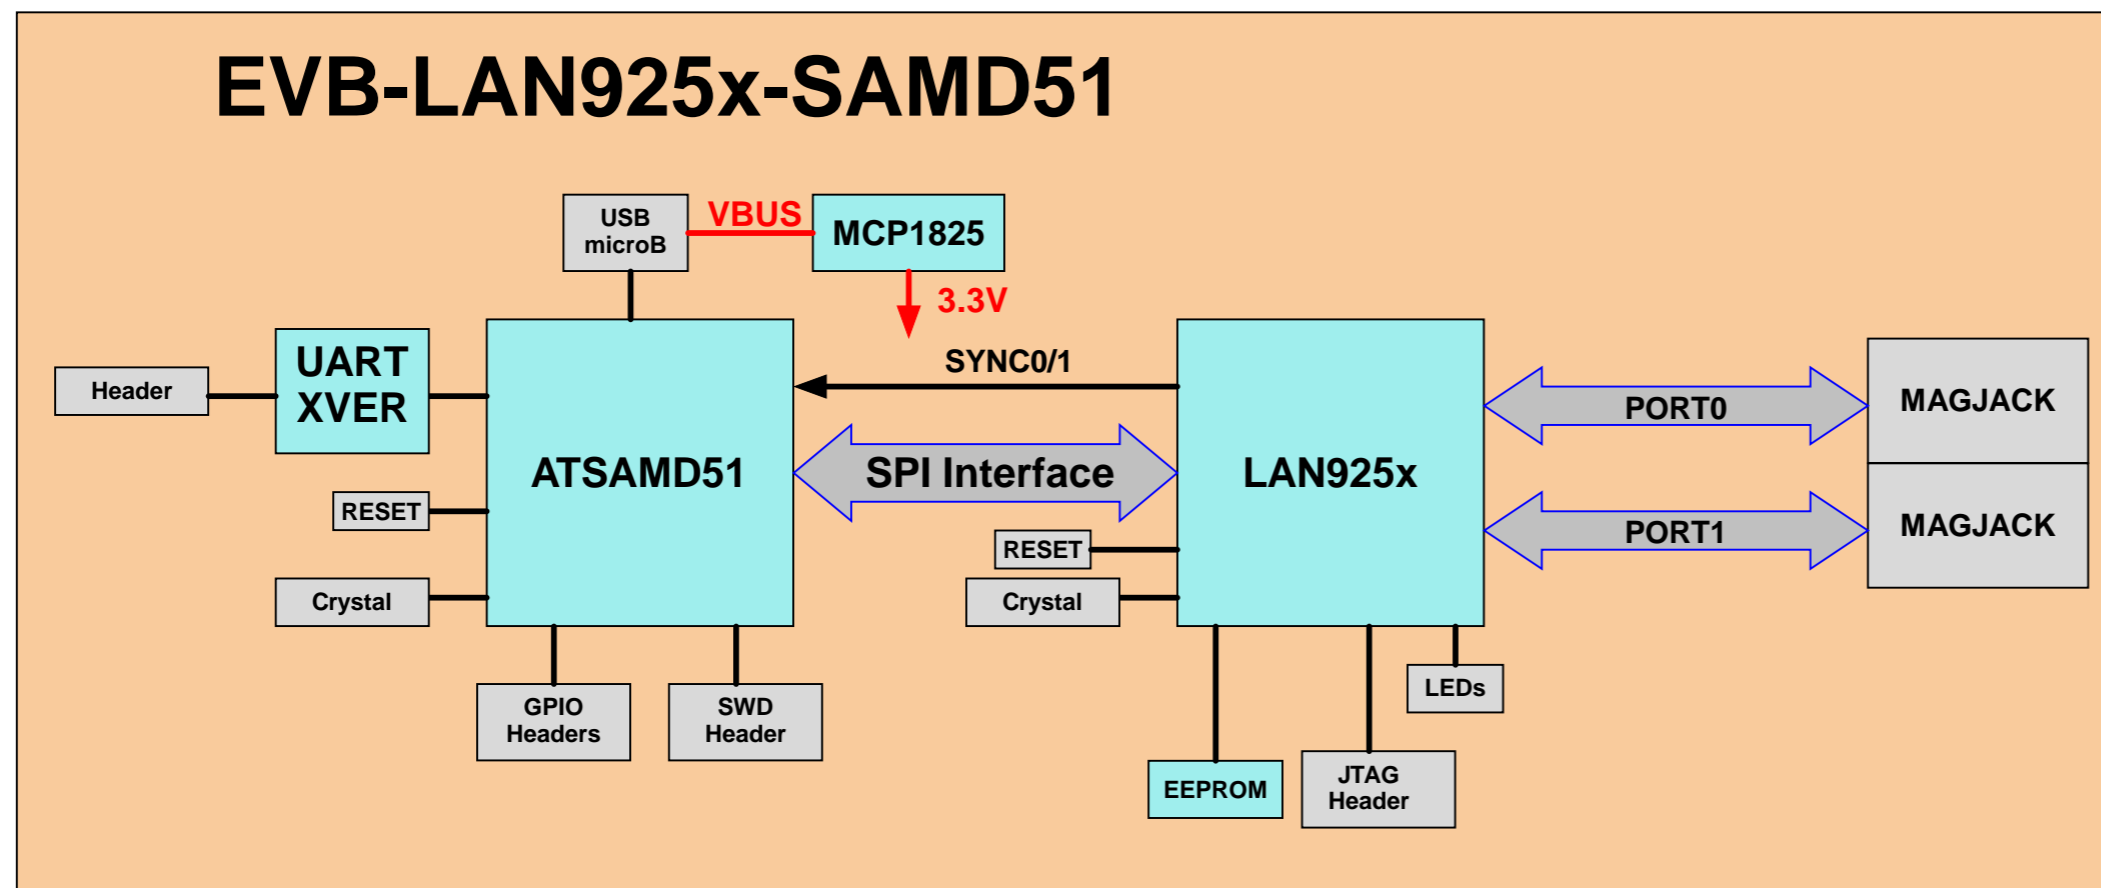 EVB-LAN925x-SAMD51
USB
microB
VBUS
MCP1825
3.3V
Header
UART
XVER
SYNC0/1
ATSAMD51
SPI Interface
LAN925x
PORT0
MAGJACK
PORT1
MAGJACK
RESET
Crystal
RESET
Crystal
GPIO
Headers
SWD
Header
LEDs
EEPROM
JTAG
Header